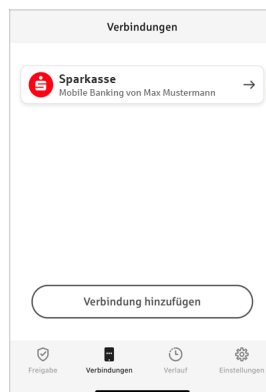 Verbindungen
Sparkasse
Mobile Banking von Max Mustermann
Verbindung hinzufügen
Freigabe Verbindungen Verlauf Einstellungen